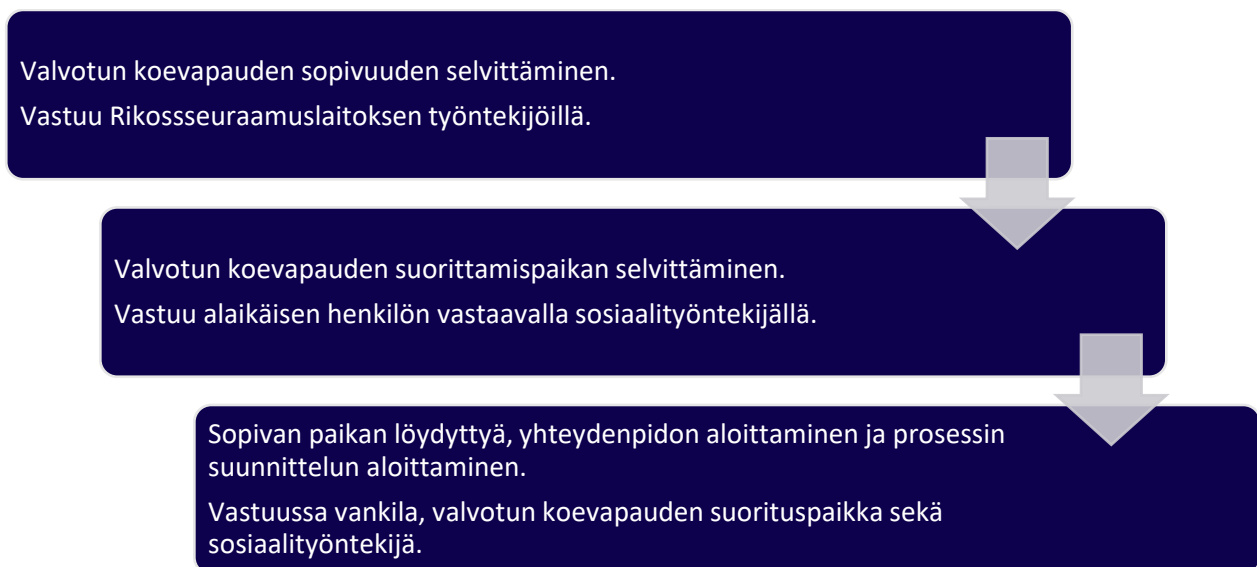 Valvotun koevapauden sopivuuden selvittäminen.
Vastuu Rikossseuraamuslaitoksen työntekijöillä.
Valvotun koevapauden suorittamispaikan selvittäminen.
Vastuu alaikäisen henkilön vastaavalla sosiaalityöntekijällä.
Sopivan paikan löydyttyä, yhteydenpidon aloittaminen ja prosessin
suunnittelun aloittaminen.
Vastuussa vankila, valvotun koevapauden suorituspaikka sekä
sosiaalityöntekijä.